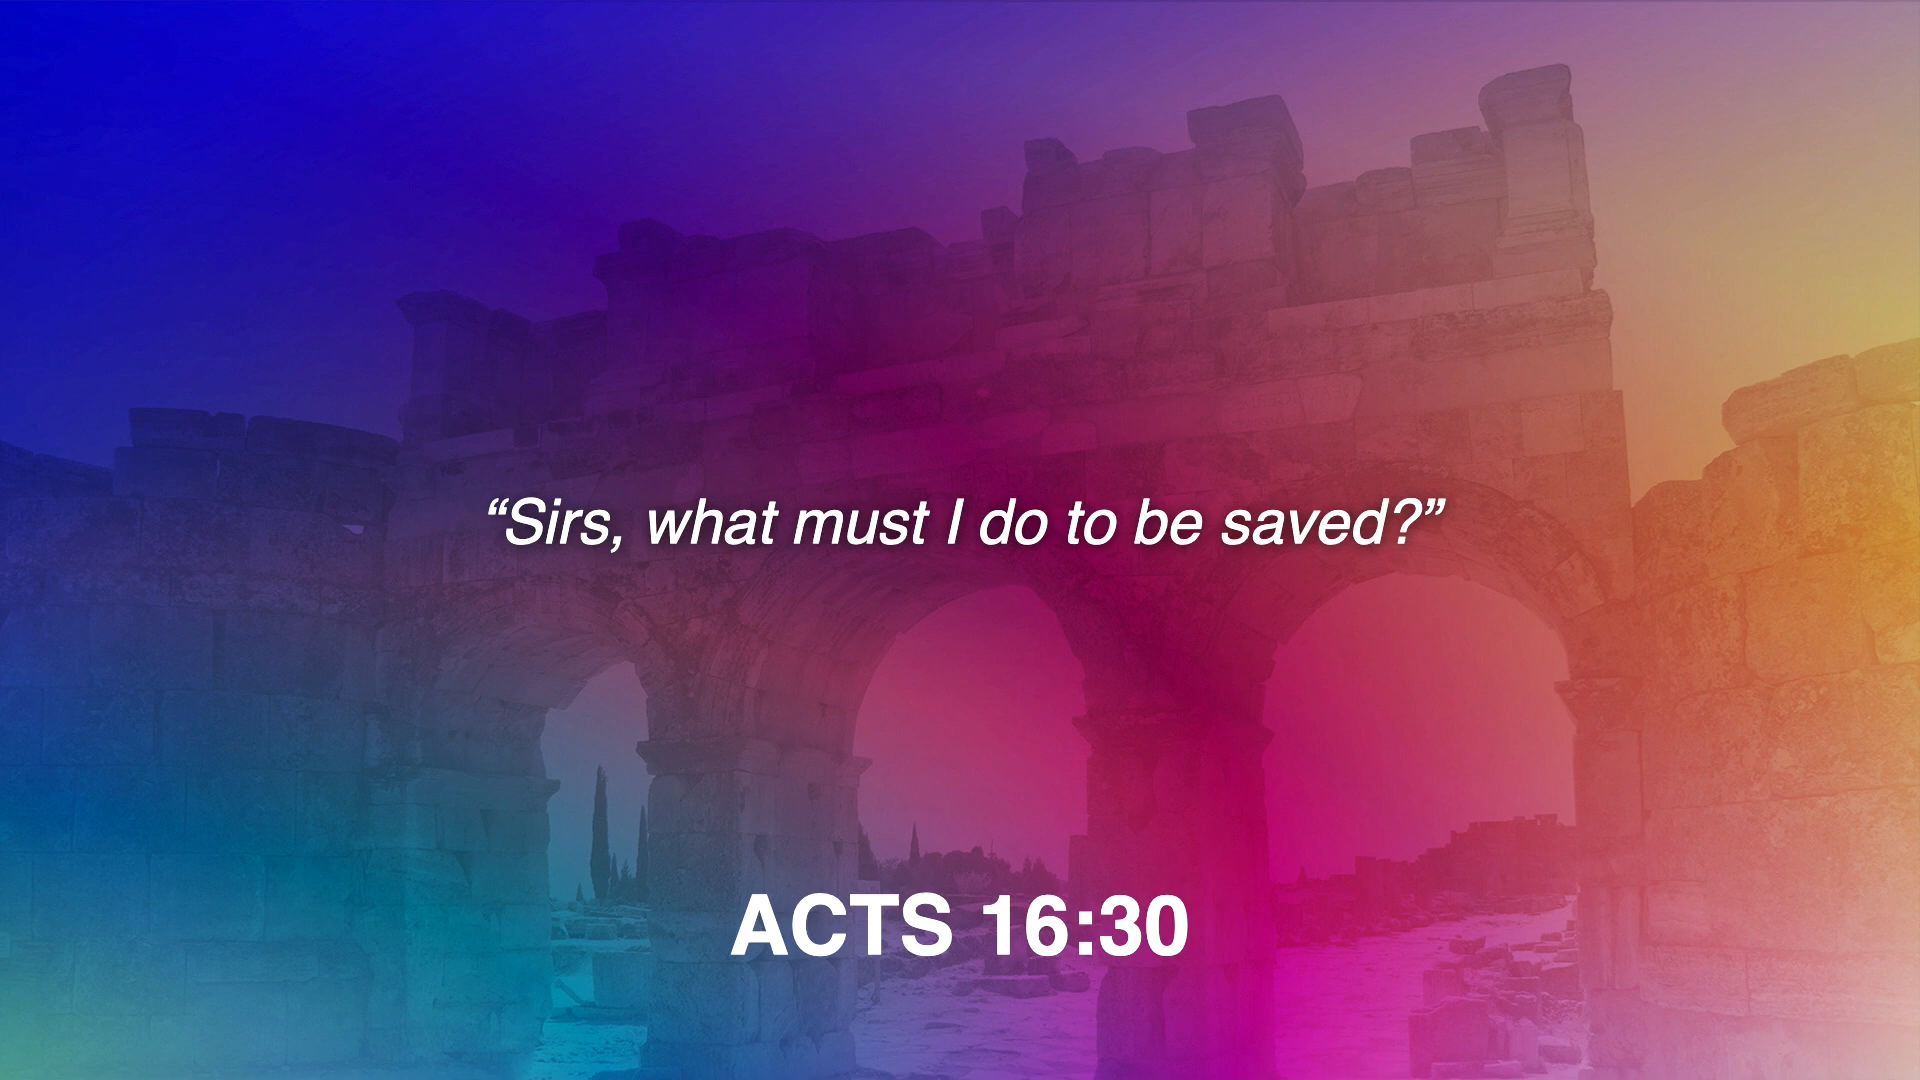 “Sirs, what must I do to be saved?”
ACTS 16:30